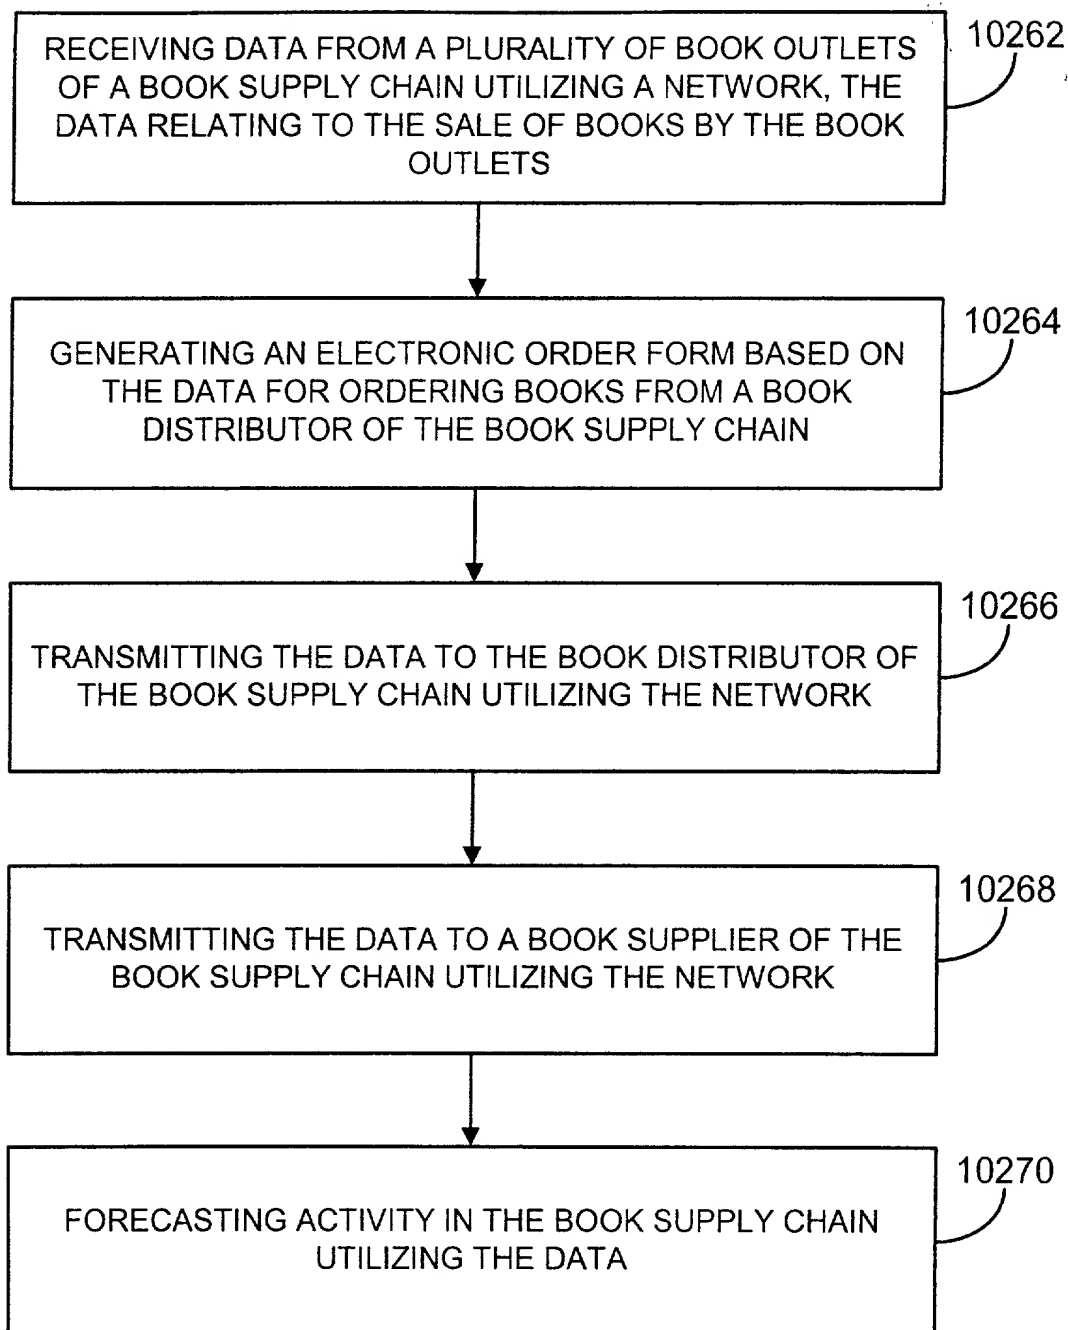 RECEIVING DATA FROM A PLURALITY OF BOOK OUTLETS
OF A BOOK SUPPLY CHAIN UTILIZING A NETWORK, THE
DATA RELATING TO THE SALE OF BOOKS BY THE BOOK
OUTLETS
10262
GENERATING AN ELECTRONIC ORDER FORM BASED ON
THE DATA FOR ORDERING BOOKS FROM A BOOK
DISTRIBUTOR OF THE BOOK SUPPLY CHAIN
10264
TRANSMITTING THE DATA TO THE BOOK DISTRIBUTOR OF
THE BOOK SUPPLY CHAIN UTILIZING THE NETWORK
10266
TRANSMITTING THE DATA TO A BOOK SUPPLIER OF THE
BOOK SUPPLY CHAIN UTILIZING THE NETWORK
10268
FORECASTING ACTIVITY IN THE BOOK SUPPLY CHAIN
UTILIZING THE DATA
10270